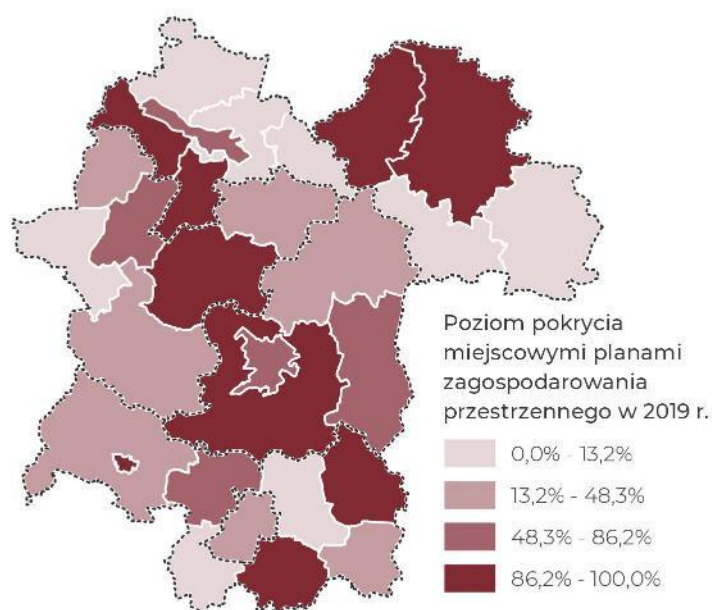 Poziom pokrycia
miejscowymi planami
zagospodarowania
przestrzennego w 2019 r.
0,0% - 13,2%
13,2% - 48,3%
48,3% - 86,2%
86,2% - 100,0%